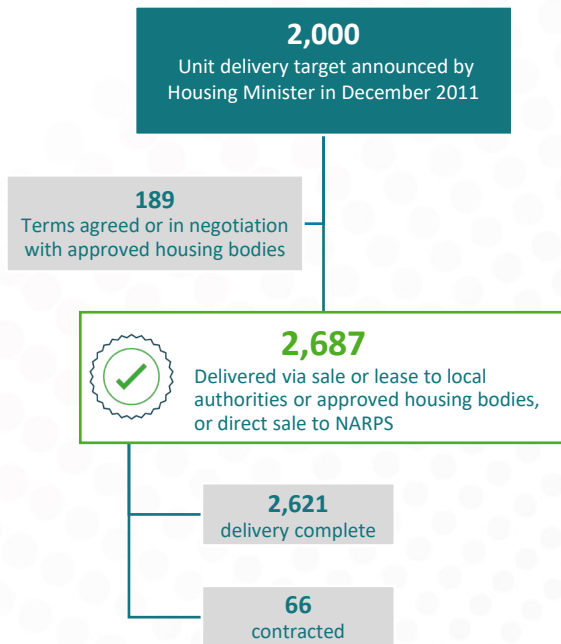 2,000
Unit delivery target announced by
Housing Minister in December 2011
189
Terms agreed or in negotiation
with approved housing bodies
2,687
Delivered via sale or lease to local
authorities or approved housing bodies,
or direct sale to NARPS
2,621
delivery complete
66
contracted